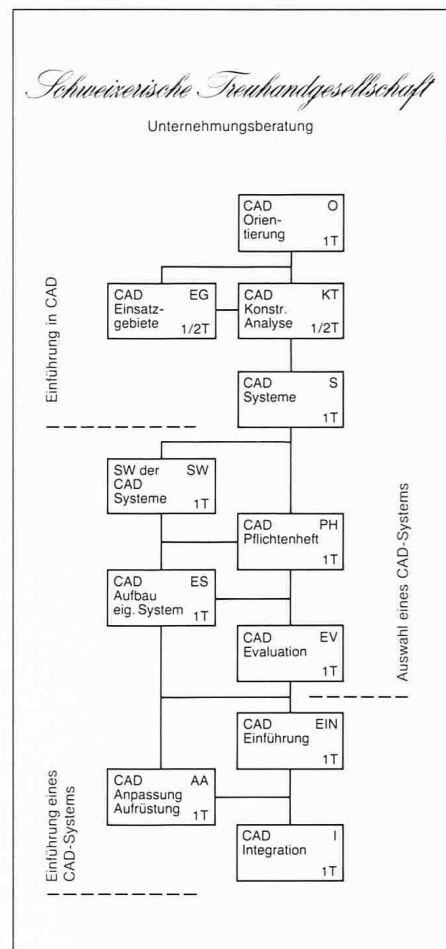 Schweizerische Treuhandgesellschaft
Unternehmungsberatung
CAD O
Orien-
tierung
1T
CAD EG
Einsatz-
gebiete
1/2T
CAD KT
Konstr.
Analyse
1/2T
Einführung in CAD
CAD S
Systeme
1T
SW der SW
CAD
Systeme
1T
CAD PH
Pflichtenheft
1T
CAD ES
Aufbau
eig. System
1T
Auswahl eines CAD-Systems
CAD EV
Evaluation
1T
CAD EIN
Einführung
1T
CAD AA
Anpassung
Aufrüstung
1T
Einführung eines
CAD-Systems
CAD I
Integration
1T